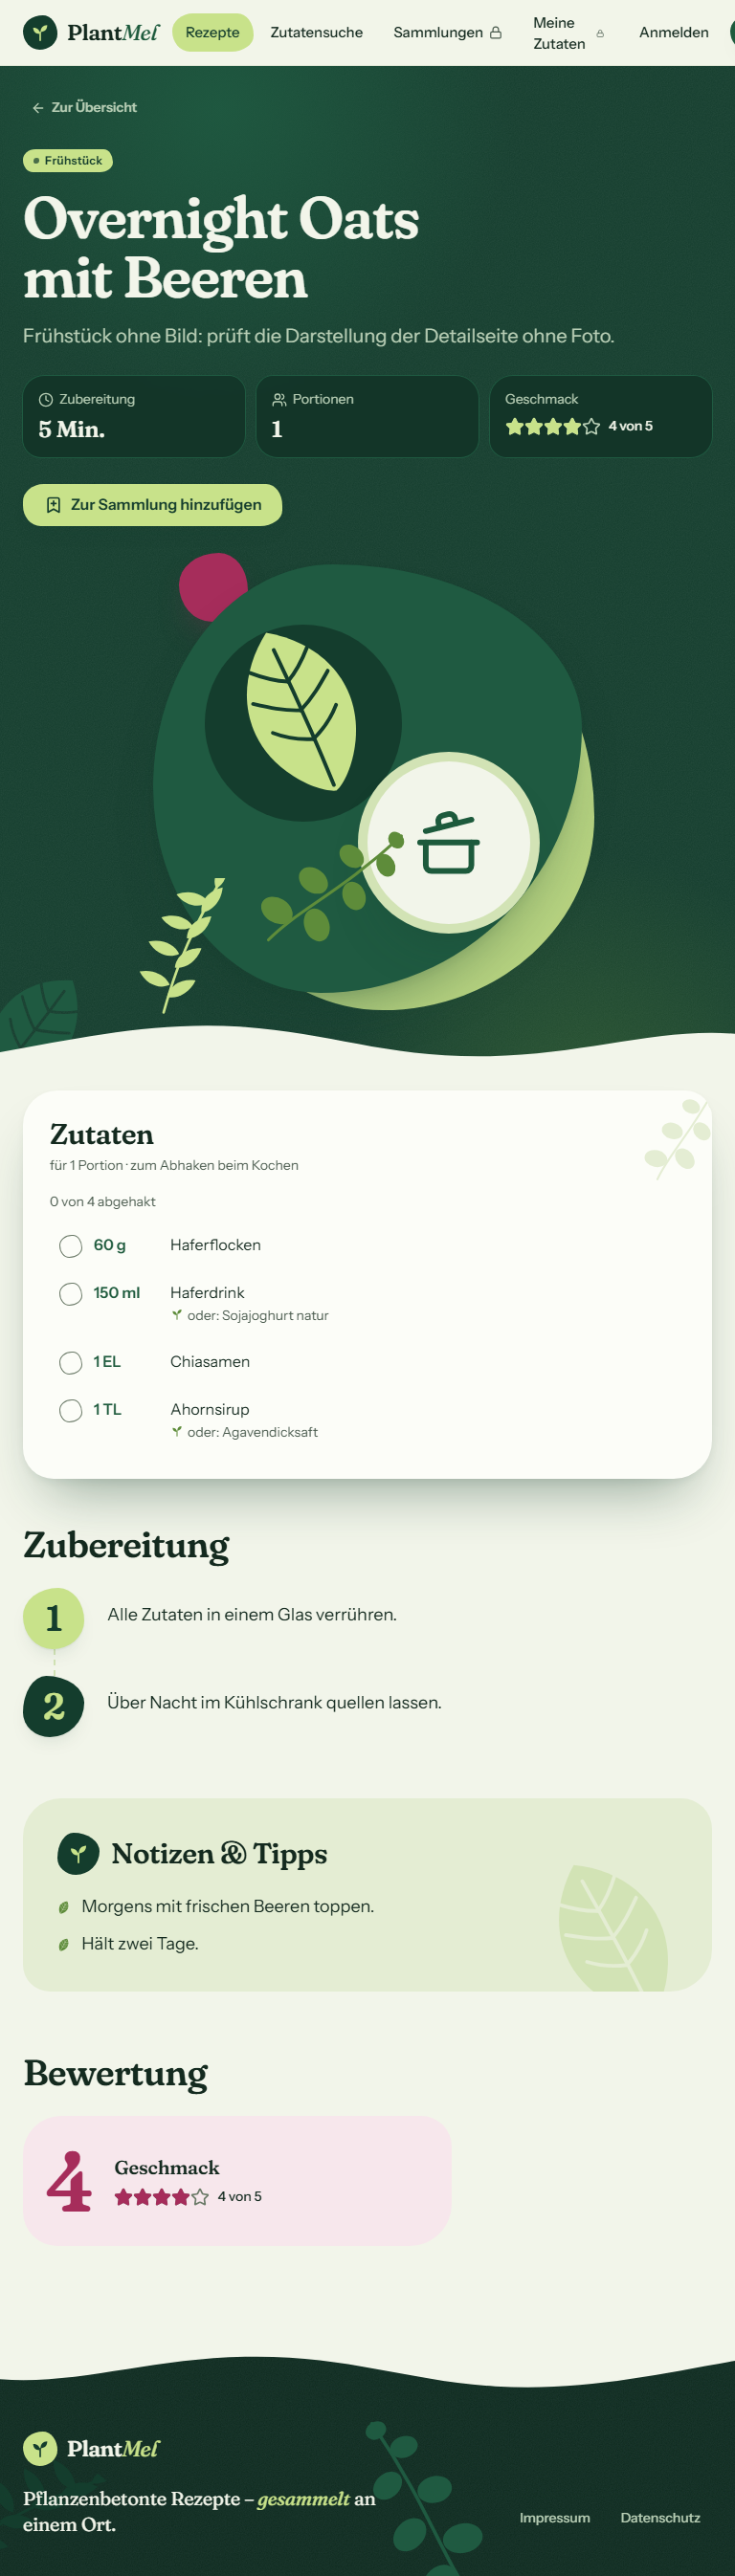 PlantMel
Rezepte
Zutatensuche
Sammlungen
Meine
Zutaten
Anmelden
Zur Übersicht
Frühstück
Overnight Oats
mit Beeren
Frühstück ohne Bild: prüft die Darstellung der Detailseite ohne Foto.
Zubereitung
5 Min.
Portionen
1
Geschmack
4 von 5
Zur Sammlung hinzufügen
Zutaten
für 1 Portion · zum Abhaken beim Kochen
0 von 4 abgehakt
60 g Haferflocken
150 ml Haferdrink
oder: Sojajoghurt natur
1 EL Chiasamen
1 TL Ahornsirup
oder: Agavendicksaft
Zubereitung
1 Alle Zutaten in einem Glas verrühren.
2 Über Nacht im Kühlschrank quellen lassen.
Notizen & Tipps
Morgens mit frischen Beeren toppen.
Hält zwei Tage.
Bewertung
4
Geschmack
4 von 5
PlantMel
Pflanzenbetonte Rezepte – gesammelt an
einem Ort.
Impressum
Datenschutz